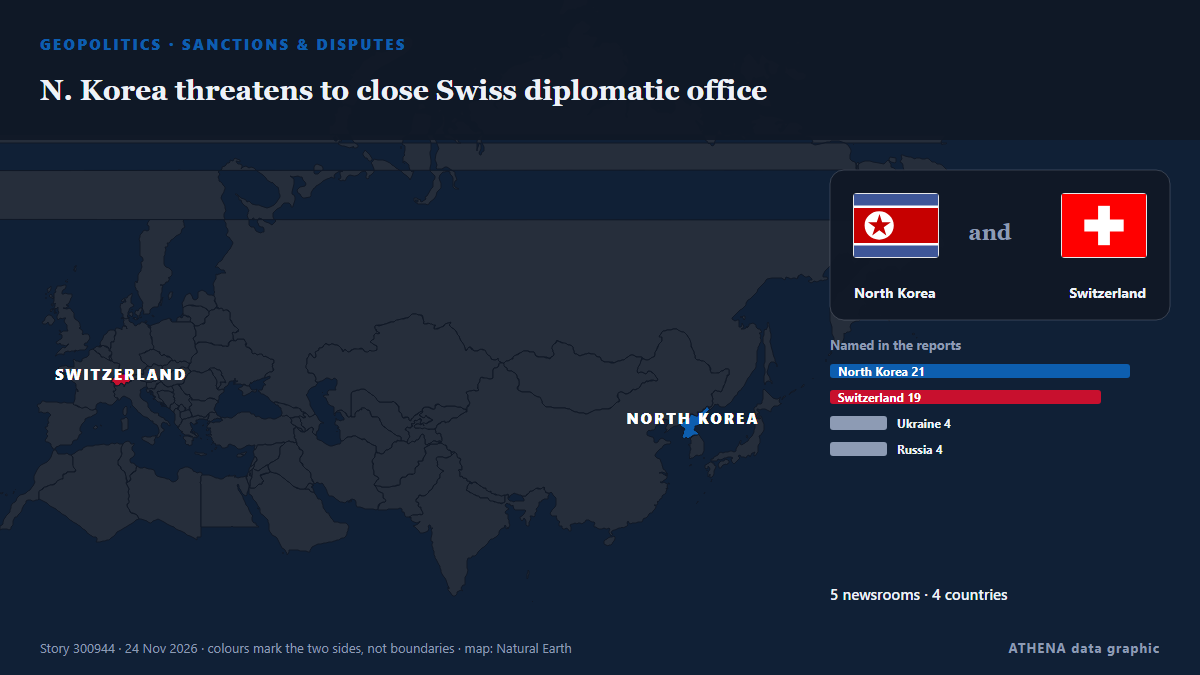 GEOPOLITICS · SANCTIONS & DISPUTES
N. Korea threatens to close Swiss diplomatic office
and
North Korea
Switzerland
SWITZERLAND
NORTH KOREA
Named in the reports
North Korea 21
Switzerland 19
Ukraine 4
Russia 4
5 newsrooms · 4 countries
Story 300944 · 24 Nov 2026 · colours mark the two sides, not boundaries · map: Natural Earth
ATHENA data graphic